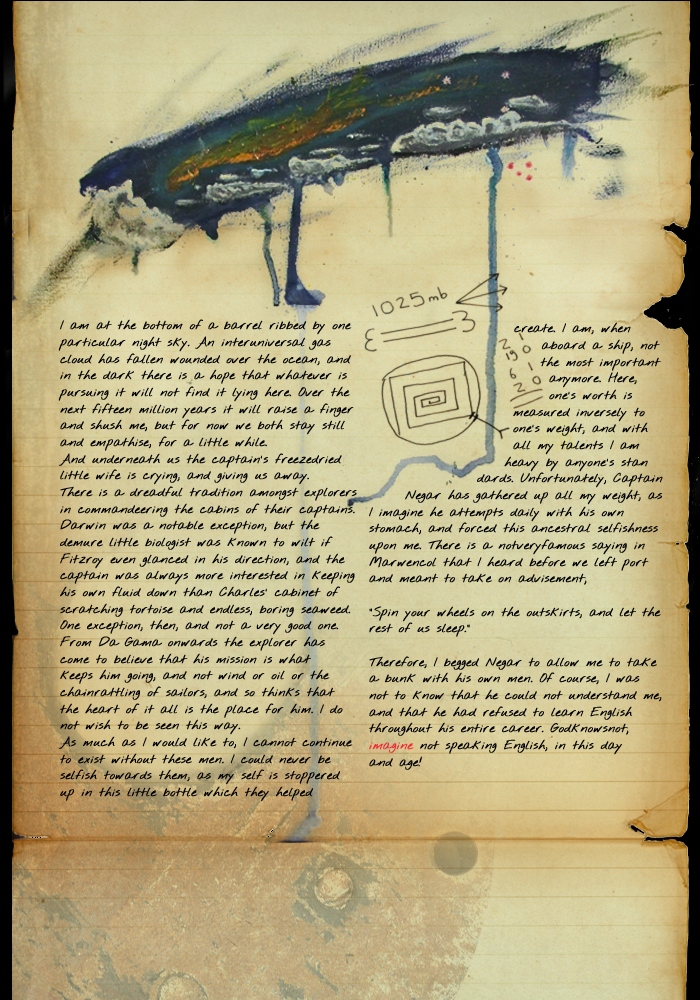 I am at the bottom of a barrel ribbed by one
particular night sky. An interuniversal gas
cloud has fallen wounded over the ocean, and
in the dark there is a hope that whatever is
pursuing it will not find it lying here. Over the
next fifteen million years it will raise a finger
and shush me, but for now we both stay still
and empathise, for a little while.
And underneath us the captain's freezedried
little wife is crying, and giving us away.
There is a dreadful tradition amongst explorers
in commandeering the cabins of their captains.
Darwin was a notable exception, but the
demure little biologist was known to wilt if
Fitzroy even glanced in his direction, and the
captain was always more interested in keeping
his own fluid down than Charles' cabinet of
scratching tortoise and endless, boring seaweed.
One exception, then, and not a very good one.
From Da Gama onwards the explorer has
come to believe that his mission is what
keeps him going, and not wind or oil or the
chainrattling of sailors, and so thinks that
the heart of it all is the place for him. I do
not wish to be seen this way.
As much as I would like to, I cannot continue
to exist without these men. I could never be
selfish towards them, as my self is stoppered
up in this little bottle which they helped
1025mb
create. I am, when
aboard a ship, not
the most important
anymore. Here,
one's worth is
measured inversely to
one's weight, and with
all my talents I am
heavy by anyone's stan
dards. Unfortunately, Captain
Negar has gathered up all my weight, as
I imagine he attempts daily with his own
stomach, and forced this ancestral selfishness
upon me. There is a notveryfamous saying in
Marwencol that I heard before we left port
and meant to take on advisement,
"Spin your wheels on the outskirts, and let the
rest of us sleep."
Therefore, I begged Negar to allow me to take
a bunk with his own men. Of course, I was
not to know that he could not understand me,
and that he had refused to learn English
throughout his entire career. Godknowsnot,
imagine not speaking English, in this day
and age!